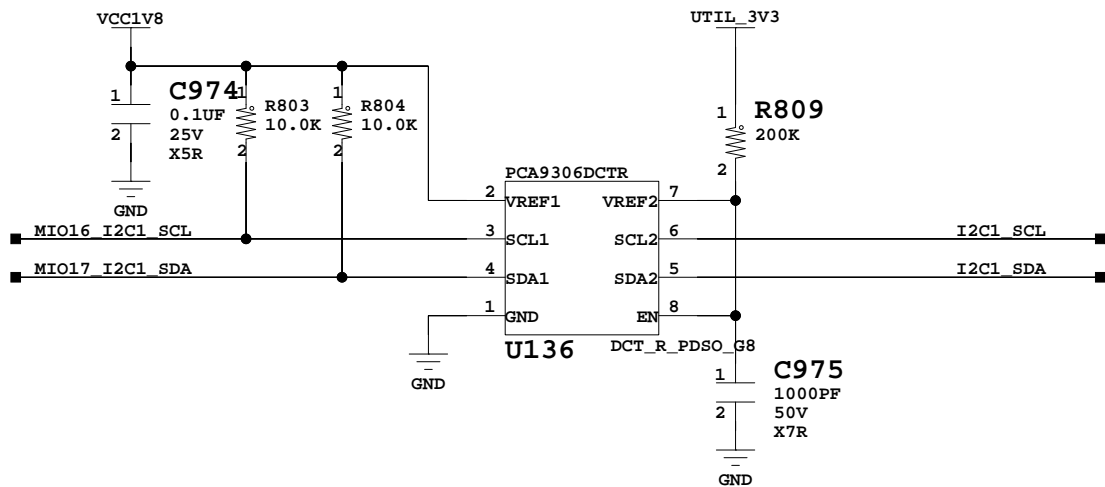 VCC1V8
UTIL_3V3
1
C974
0.1UF
25V
X5R
2
GND
1
R803
10.0K
2
1
R804
10.0K
2
1
R809
200K
2
PCA9306DCTR
2 VREF1
VREF2 7
MIO16_I2C1_SCL
3 SCL1
SCL2 6
I2C1_SCL
MIO17_I2C1_SDA
4 SDA1
SDA2 5
I2C1_SDA
1 GND
EN 8
U136
DCT_R_PDSO_G8
GND
1
C975
1000PF
50V
X7R
2
GND